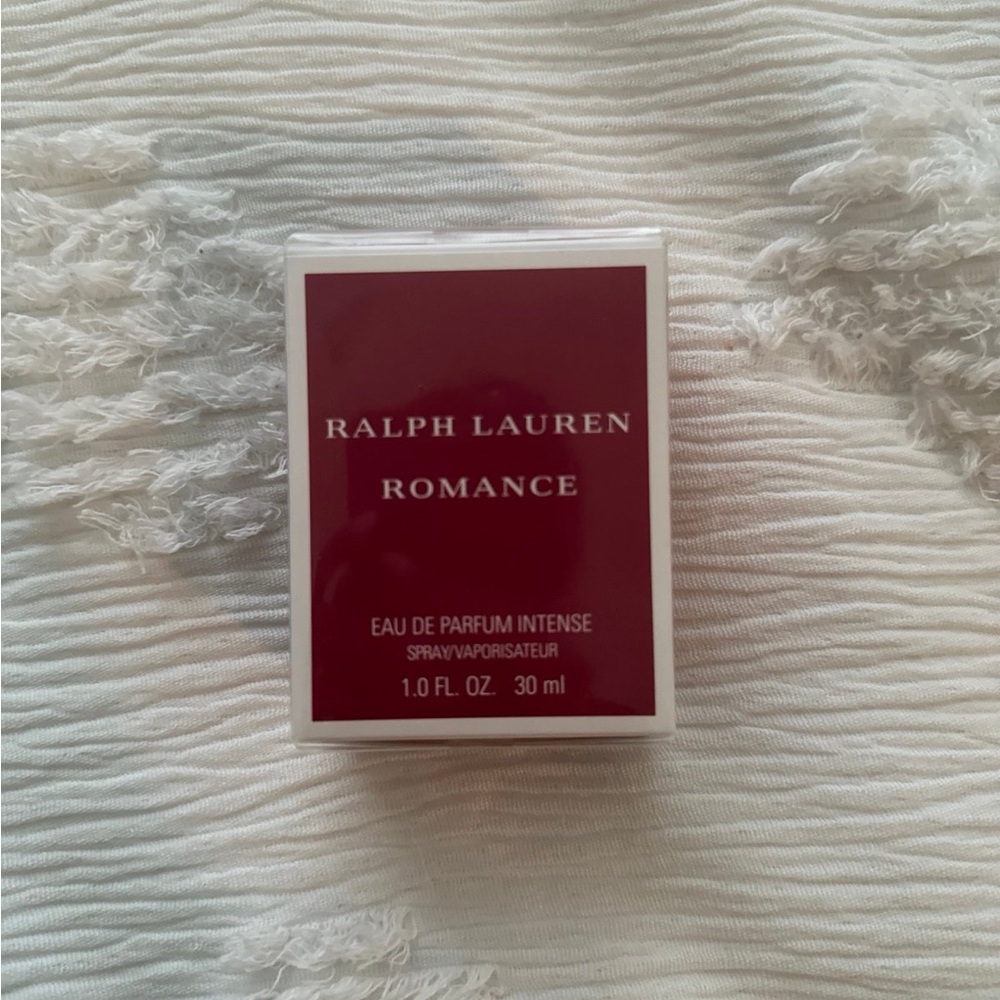 RALPH LAUREN
ROMANCE
EAU DE PARFUM INTENSE
SPRAY/VAPORISATEUR
1.0 FL. OZ. 30 ml